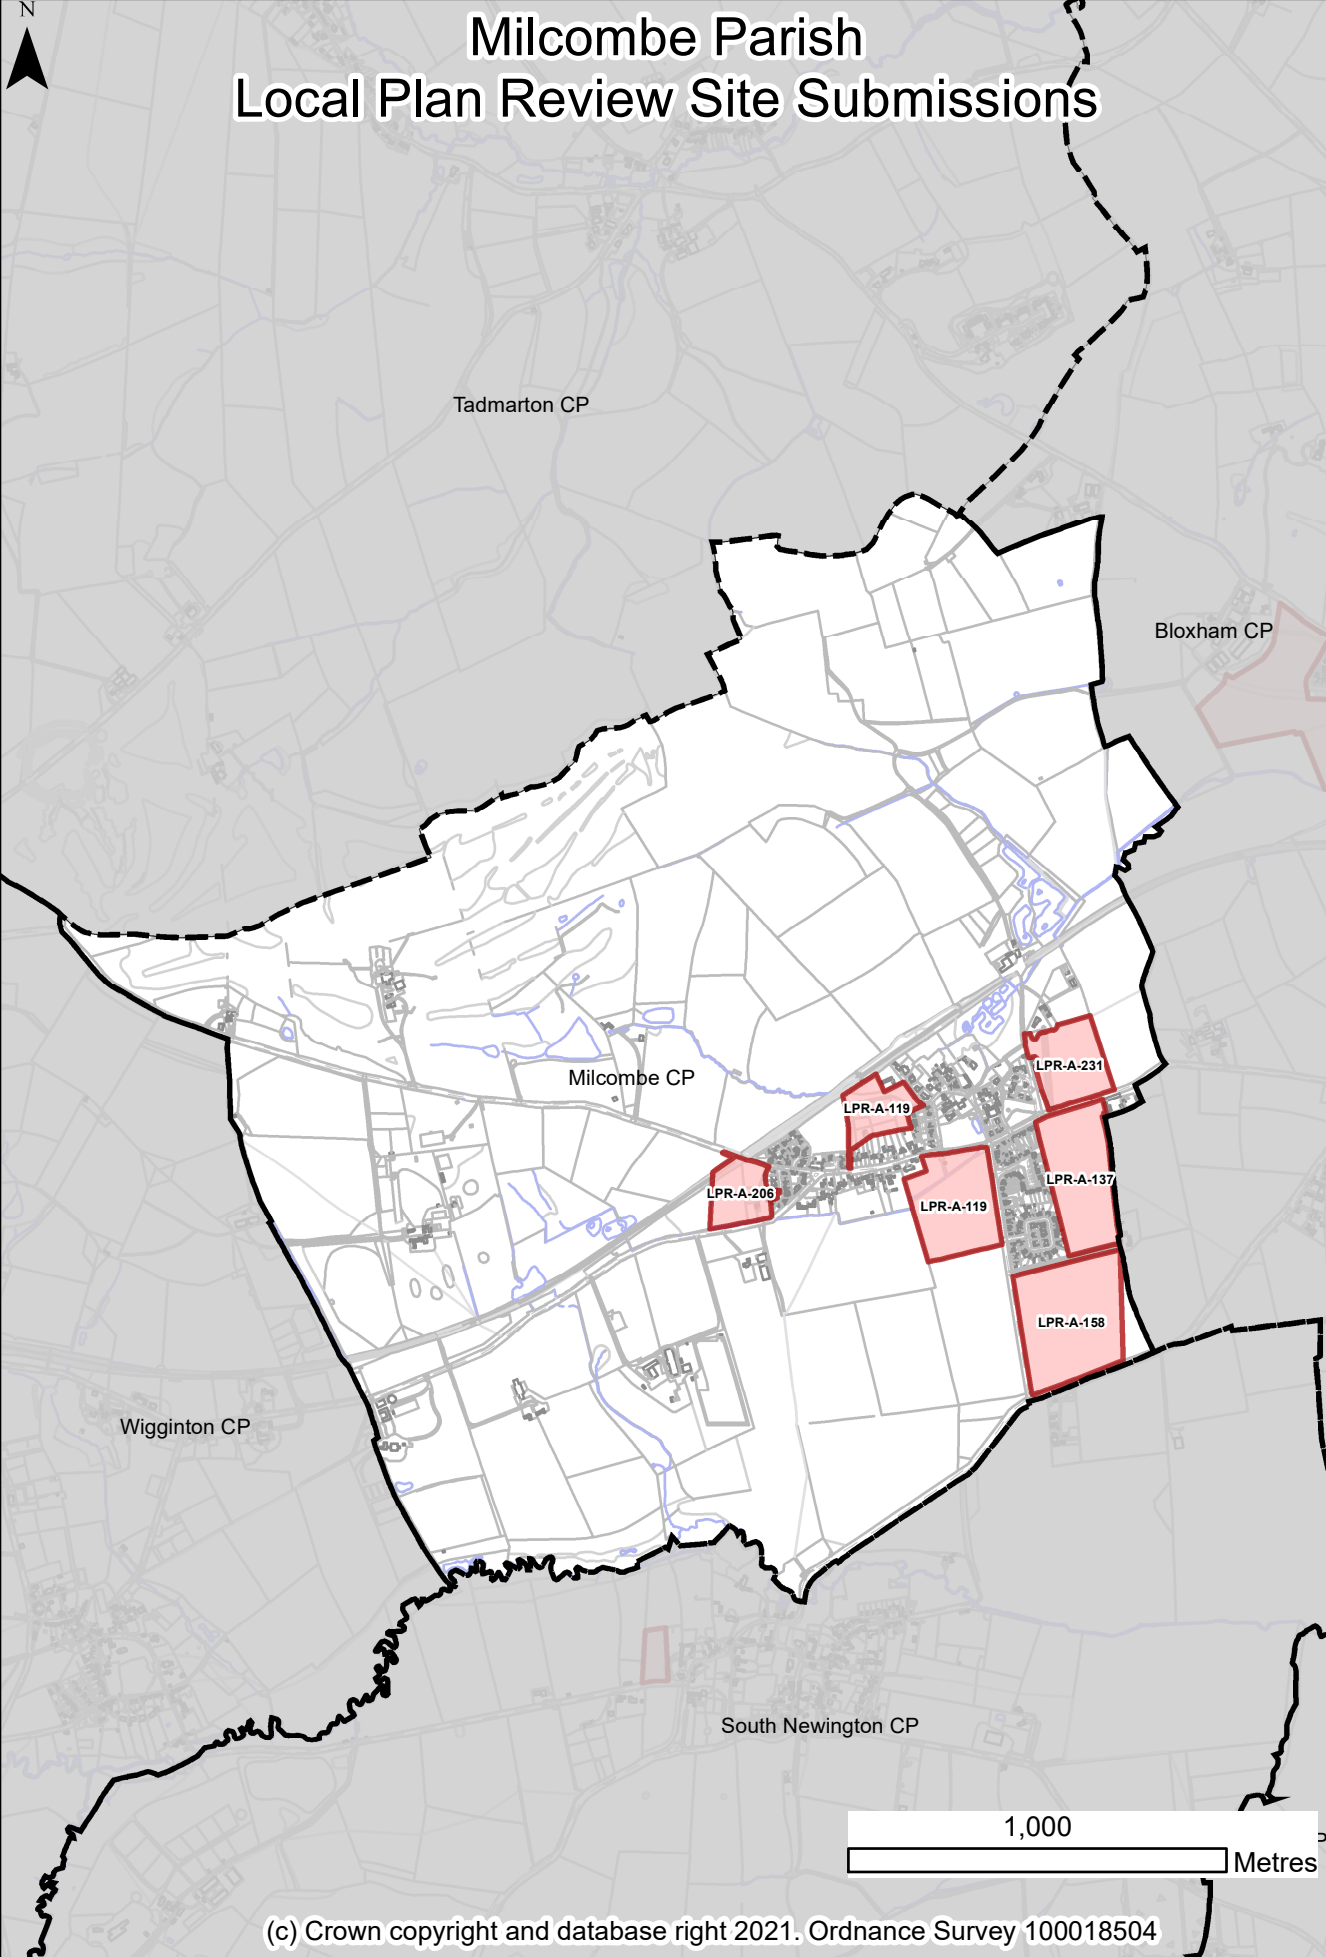 N
Milcombe Parish
Local Plan Review Site Submissions
Tadmarton CP
Bloxham CP
LPR-A-231
Milcombe CP
LPR-A-119
LPR-A-137
LPR-A-206
LPR-A-119
LPR-A-158
Wigginton CP
South Newington CP
1,000
Metres
(c) Crown copyright and database right 2021. Ordnance Survey 100018504